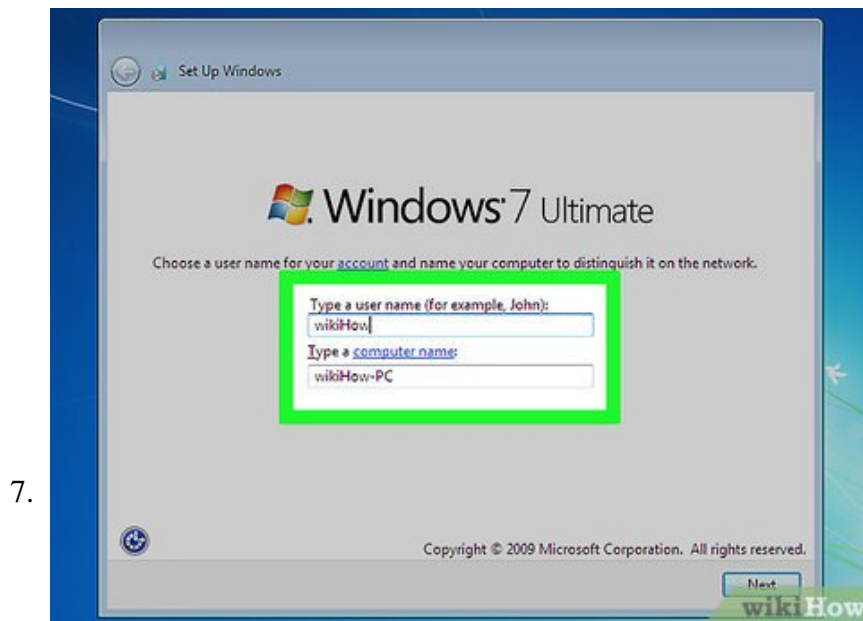 Set Up Windows
Windows 7 Ultimate
Choose a user name for your account and name your computer to distinguish it on the network.
Type a user name (for example, John):
wikiHow
Type a computer name:
wikiHow-PC
7.
Copyright © 2009 Microsoft Corporation. All rights reserved.
Next
wikiHow